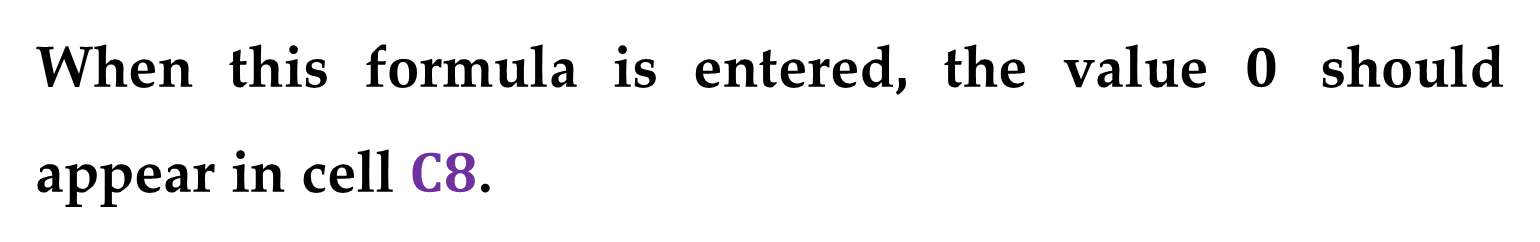 When this formula is entered, the value 0 should
appear in cell C8.